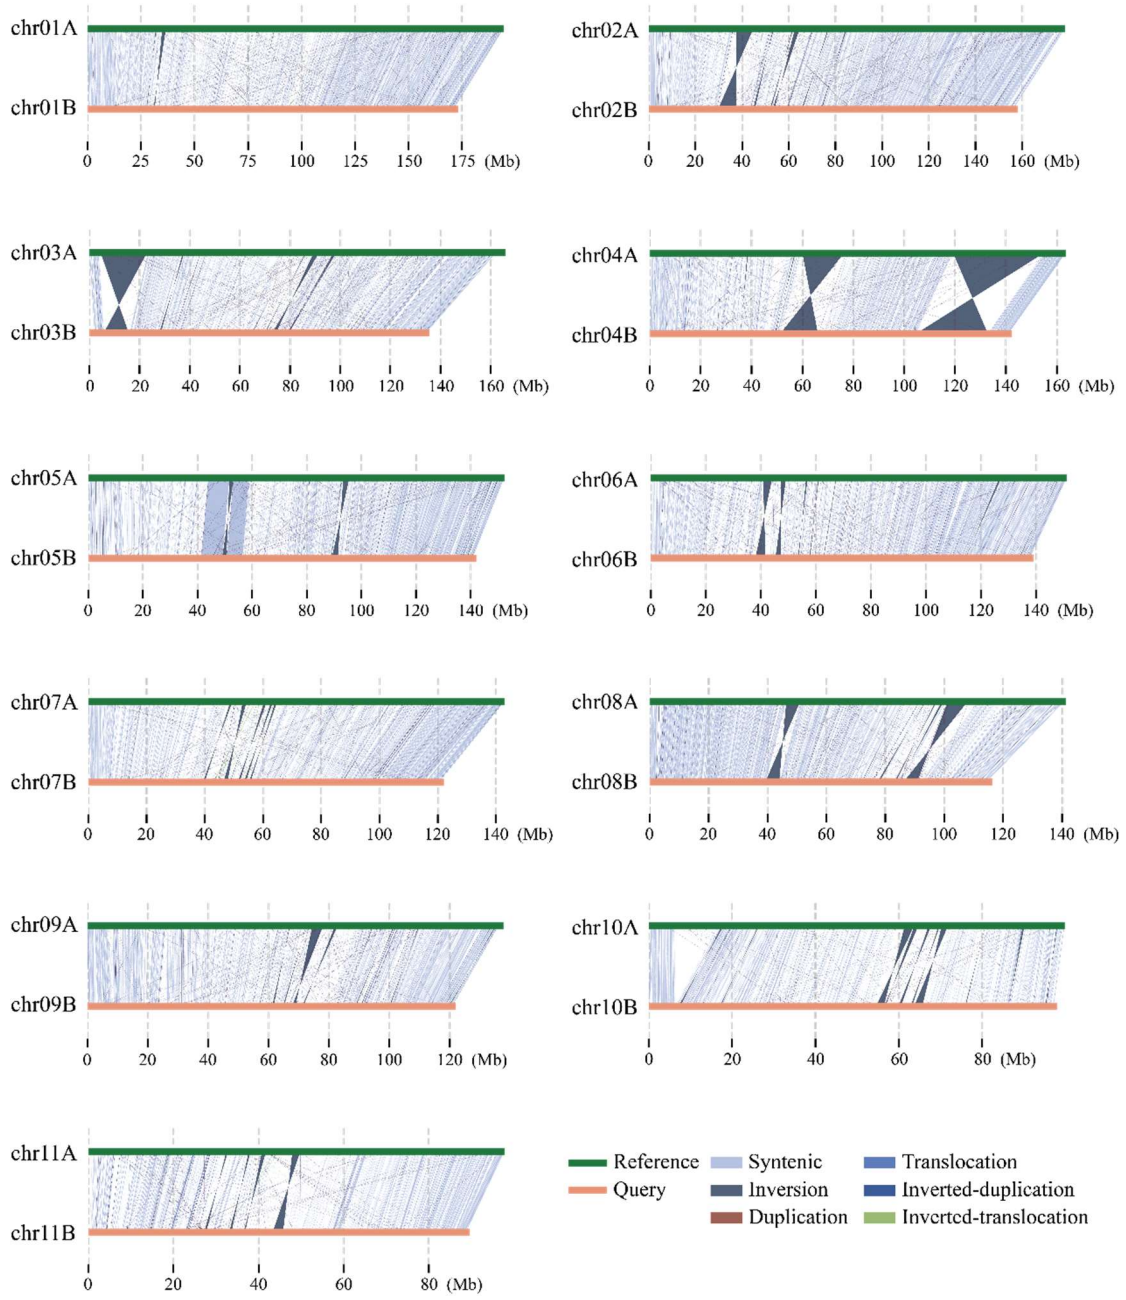 chr01A
chr01B
0 25 50 75 100 125 150 175 (Mb)
chr02A
chr02B
0 20 40 60 80 100 120 140 160 (Mb)
chr03A
chr03B
0 20 40 60 80 100 120 140 160 (Mb)
chr04A
chr04B
0 20 40 60 80 100 120 140 160 (Mb)
chr05A
chr05B
0 20 40 60 80 100 120 140 (Mb)
chr06A
chr06B
0 20 40 60 80 100 120 140 (Mb)
chr07A
chr07B
0 20 40 60 80 100 120 140 (Mb)
chr08A
chr08B
0 20 40 60 80 100 120 140 (Mb)
chr09A
chr09B
0 20 40 60 80 100 120 (Mb)
chr10A
chr10B
0 20 40 60 80 (Mb)
chr11A
chr11B
0 20 40 60 80 (Mb)
Reference Syntenic Translocation
Query Inversion Inverted-duplication
Duplication Inverted-translocation